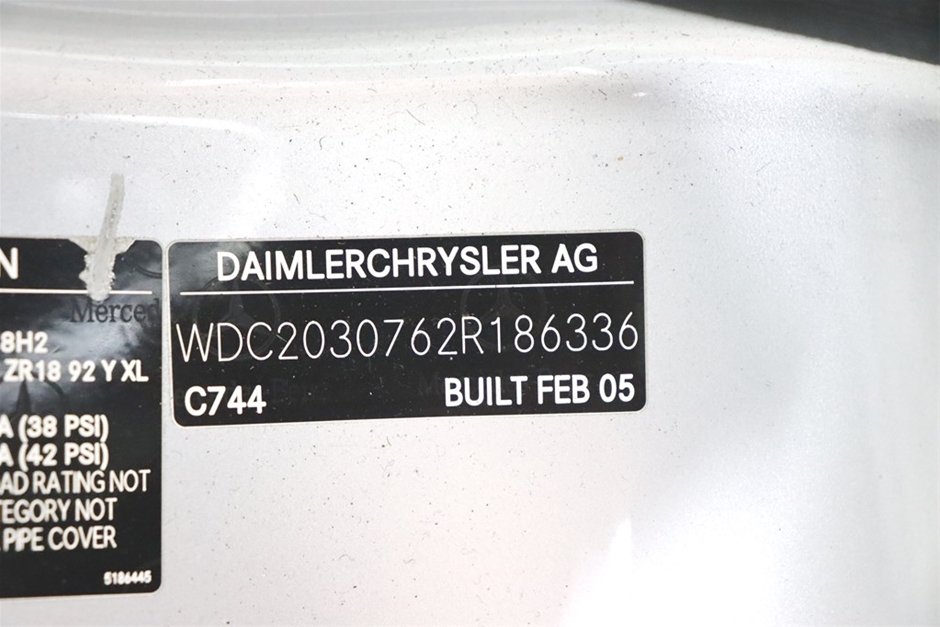 N
Merced
8H2
ZR18 92 Y XL
A (38 PSI)
A (42 PSI)
AD RATING NOT
TEGORY NOT
PIPE COVER
5186445
DAIMLERCHRYSLER AG
WDC2030762R186336
C744
BUILT FEB 05